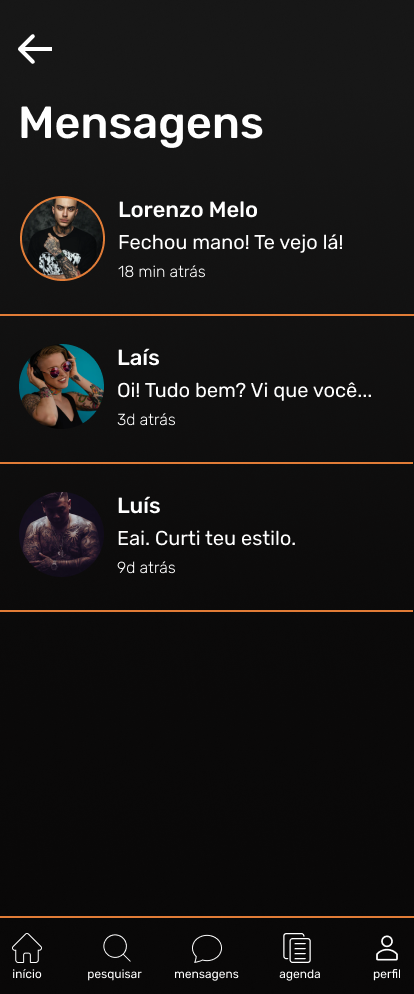 Mensagens
Lorenzo Melo
Fechou mano! Te vejo lá!
18 min atrás
Laís
Oi! Tudo bem? Vi que você...
3d atrás
Luís
Eai. Curti teu estilo.
9d atrás
início
pesquisar
mensagens
agenda
perfil